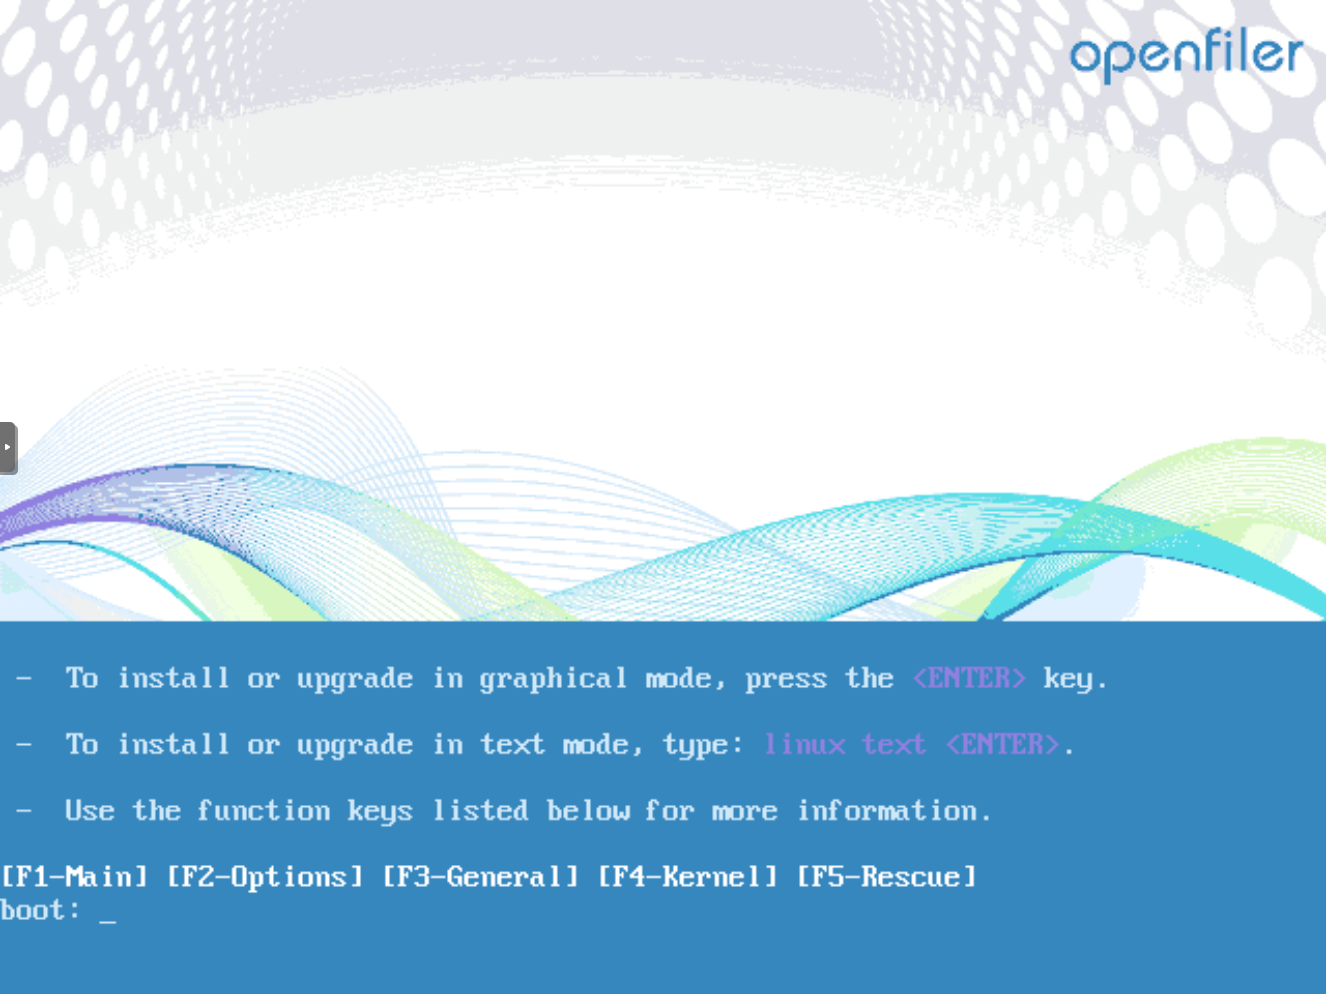 openfiler
- To install or upgrade in graphical mode, press the <ENTER> key.
- To install or upgrade in text mode, type: linux text <ENTER>.
- Use the function keys listed below for more information.
[F1-Main] [F2-Options] [F3-General] [F4-Kernel] [F5-Rescue]
boot: _